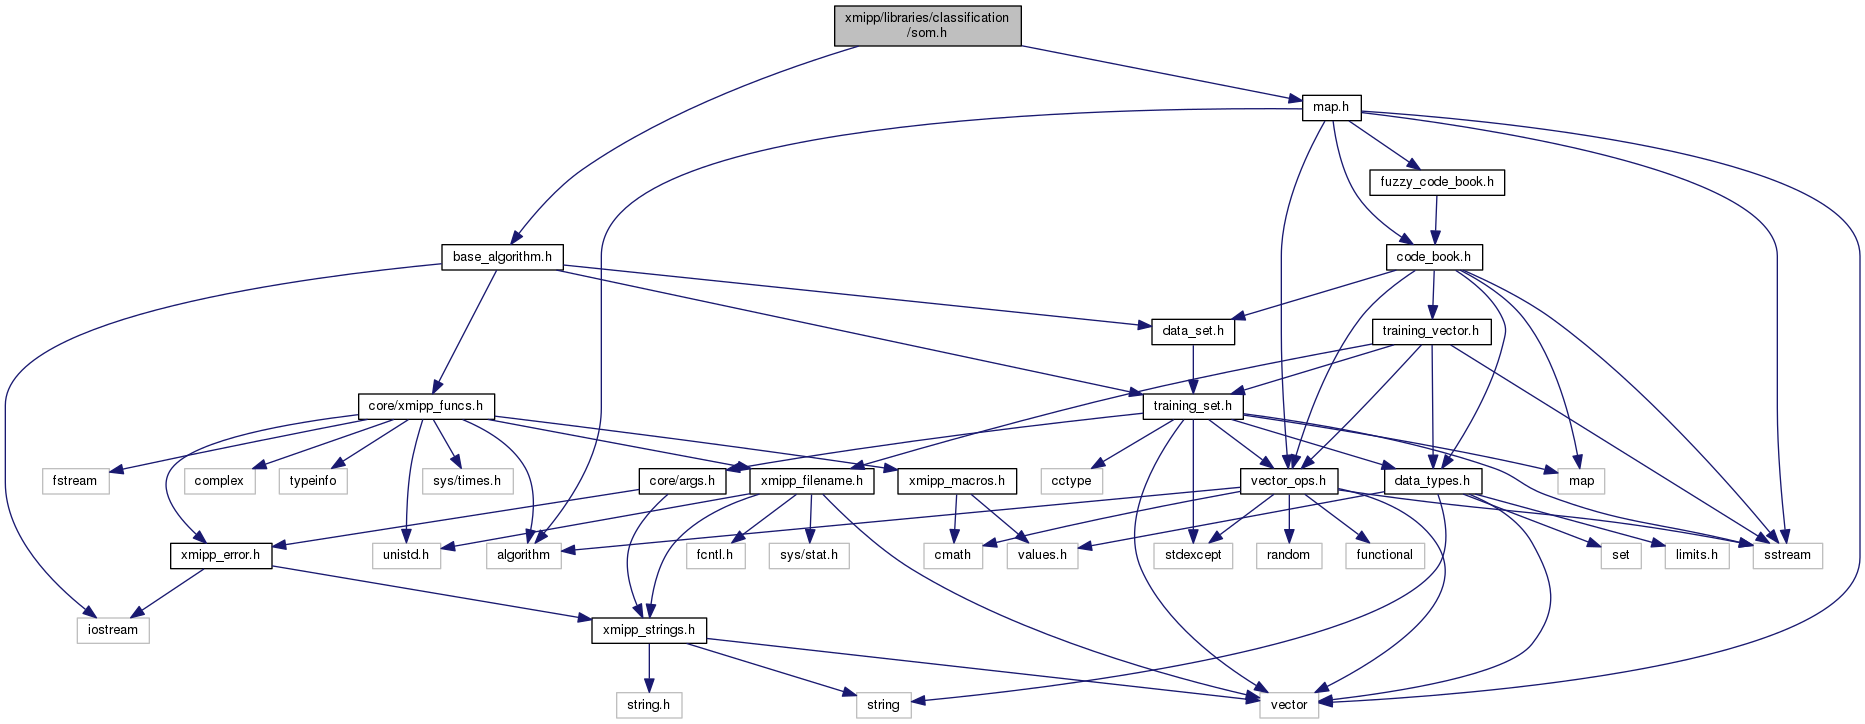 xmipp/libraries/classification
/som.h
map.h
fuzzy_code_book.h
base_algorithm.h
code_book.h
data_set.h
training_vector.h
core/xmipp_funcs.h
training_set.h
fstream
complex
typeinfo
sys/times.h
core/args.h
xmipp_filename.h
xmipp_macros.h
cctype
vector_ops.h
data_types.h
map
xmipp_error.h
unistd.h
algorithm
fcntl.h
sys/stat.h
cmath
values.h
stdexcept
random
functional
set
limits.h
sstream
iostream
xmipp_strings.h
string.h
string
vector